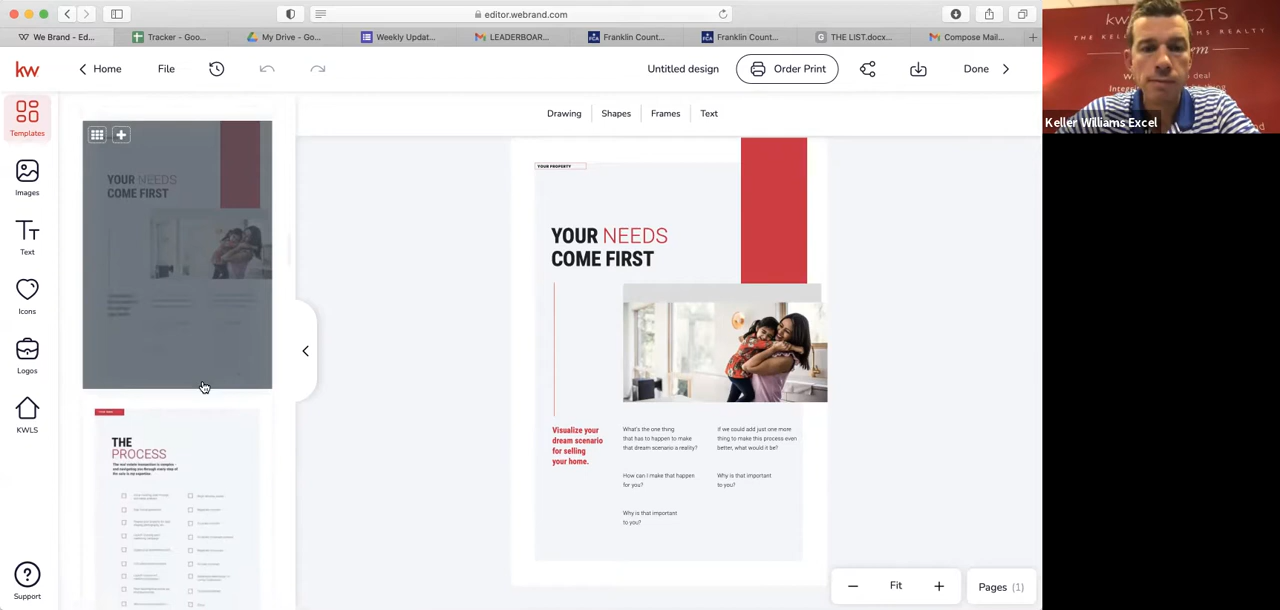 editor.webrand.com
We Brand - Ed...
Tracker - Goo...
My Drive - Go...
Weekly Updat...
LEADERBOAR...
Franklin Count...
Franklin Count...
THE LIST.docx...
Compose Mail...
kw
Home
File
Untitled design
Order Print
Done
Templates
Images
Text
Icons
Logos
KWLS
Support
YOUR NEEDS
COME FIRST
THE
PROCESS
Drawing
Shapes
Frames
Text
YOUR PROPERTY
YOUR NEEDS
COME FIRST
Visualize your
dream scenario
for selling
your home.
What's the one thing
that has to happen to make
that dream scenario a reality?
How can I make that happen
for you?
Why is that important
to you?
If we could add just one more
thing to make this process even
better, what would it be?
Why is that important
to you?
Fit
Pages (1)
Keller Williams Excel